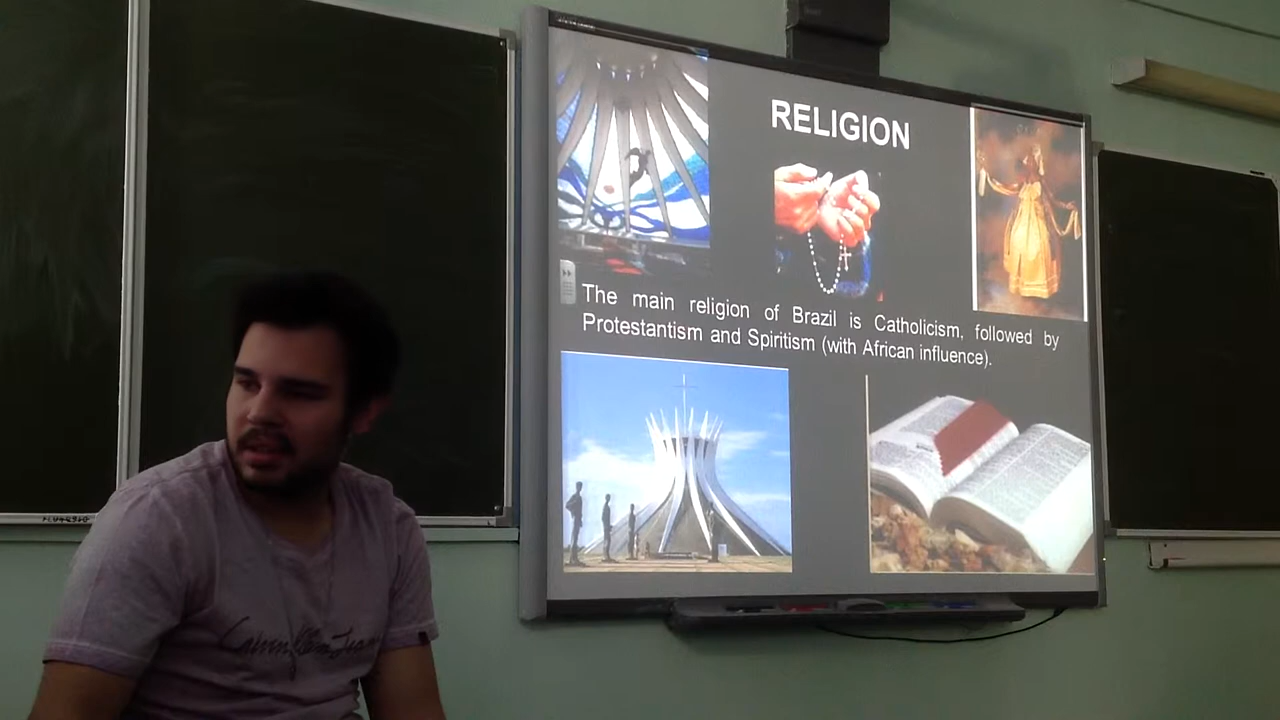 RELIGION
The main religion of Brazil is Catholicism, followed by
Protestantism and Spiritism (with African influence).